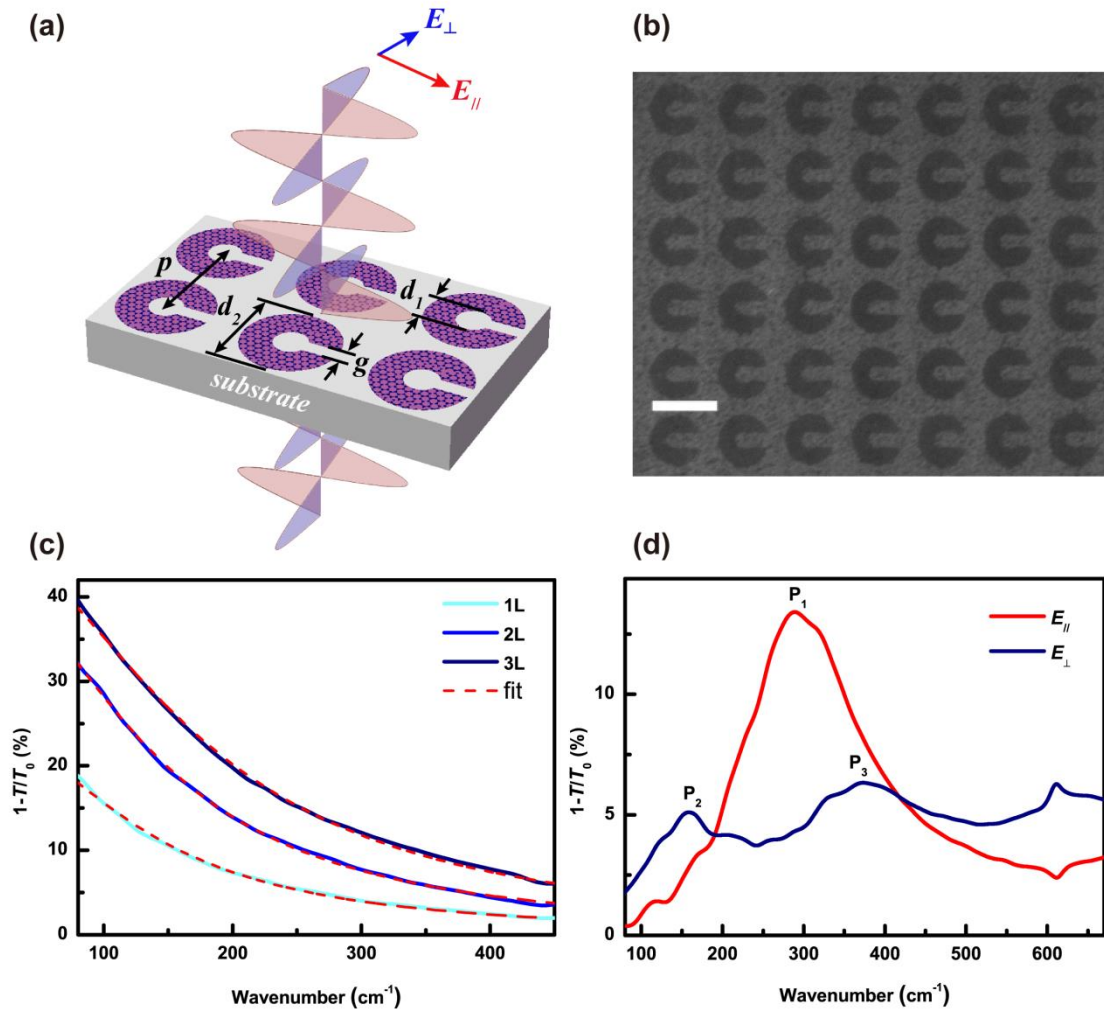 (a)
E⊥
E//
p
d₂
d₁
g
substrate
(b)
(c)
40
30
20
10
0
1-T/T₀ (%)
1L
2L
3L
fit
100
200
300
400
Wavenumber (cm⁻¹)
(d)
10
5
0
1-T/T₀ (%)
P₁
P₂
P₃
E//
E⊥
100
200
300
400
500
600
Wavenumber (cm⁻¹)